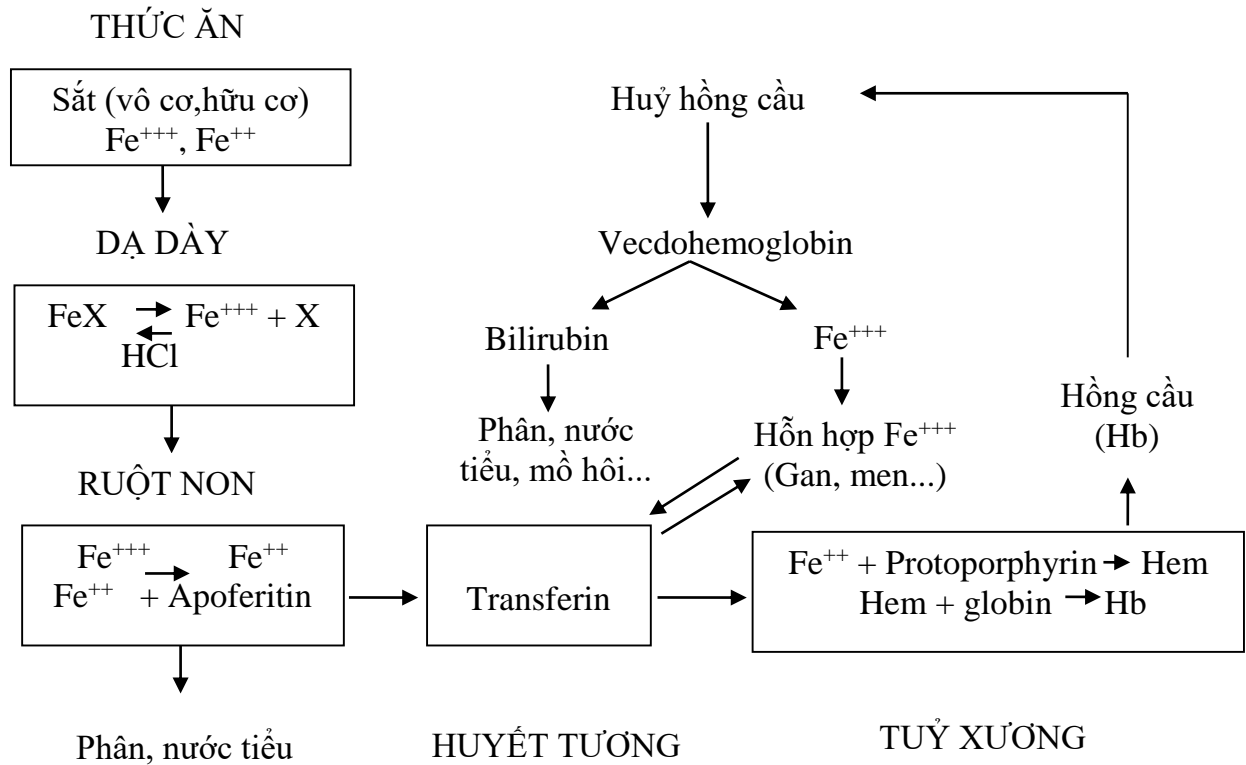 THỨC ĂN
Sắt (vô cơ,hữu cơ)
Fe+++, Fe++
DẠ DÀY
FeX Fe+++ + X
HCl
RUỘT NON
Fe+++ Fe++
Fe++ + Apoferitin
Phân, nước tiểu
Huỷ hồng cầu
Vecdohemoglobin
Bilirubin
Fe+++
Phân, nước
tiểu, mồ hôi...
Hỗn hợp Fe+++
(Gan, men...)
Transferin
HUYẾT TƯƠNG
Hồng cầu
(Hb)
Fe++ + Protoporphyrin Hem
Hem + globin Hb
TUỶ XƯƠNG